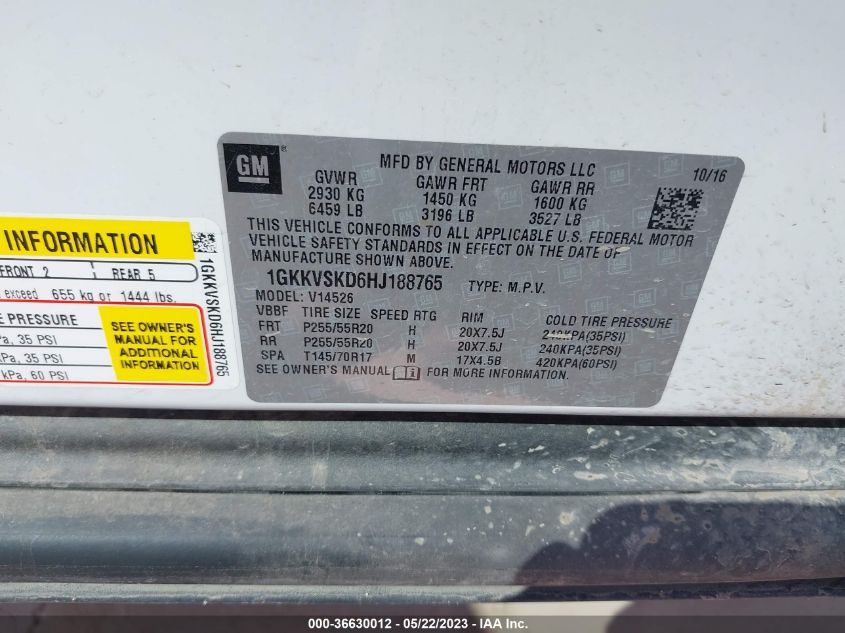 GM ®
MFD BY GENERAL MOTORS LLC 10/16
GVWR GAWR FRT GAWR RR
2930 KG 1450 KG 1600 KG
6459 LB 3196 LB 3527 LB
THIS VEHICLE CONFORMS TO ALL APPLICABLE U.S. FEDERAL MOTOR
VEHICLE SAFETY STANDARDS IN EFFECT ON THE DATE OF
MANUFACTURE SHOWN ABOVE.
1GKKVSKD6HJ188765 TYPE: M.P.V.
MODEL: V14526
VBBF TIRE SIZE SPEED RTG RIM COLD TIRE PRESSURE
FRT P255/55R20 H 20X7.5J 240KPA(35PSI)
RR P255/55R20 H 20X7.5J 240KPA(35PSI)
SPA T145/70R17 M 17X4.5B 420KPA(60PSI)
SEE OWNER'S MANUAL FOR MORE INFORMATION.
INFORMATION
FRONT 2 REAR 5
exceed 655 kg or 1444 lbs.
PRESSURE
35 PSI
kPa, 35 PSI
kPa, 60 PSI
SEE OWNER'S
MANUAL FOR
ADDITIONAL
INFORMATION
1GKKVSKD6HJ188765
000-36630012 - 05/22/2023 - IAA Inc.